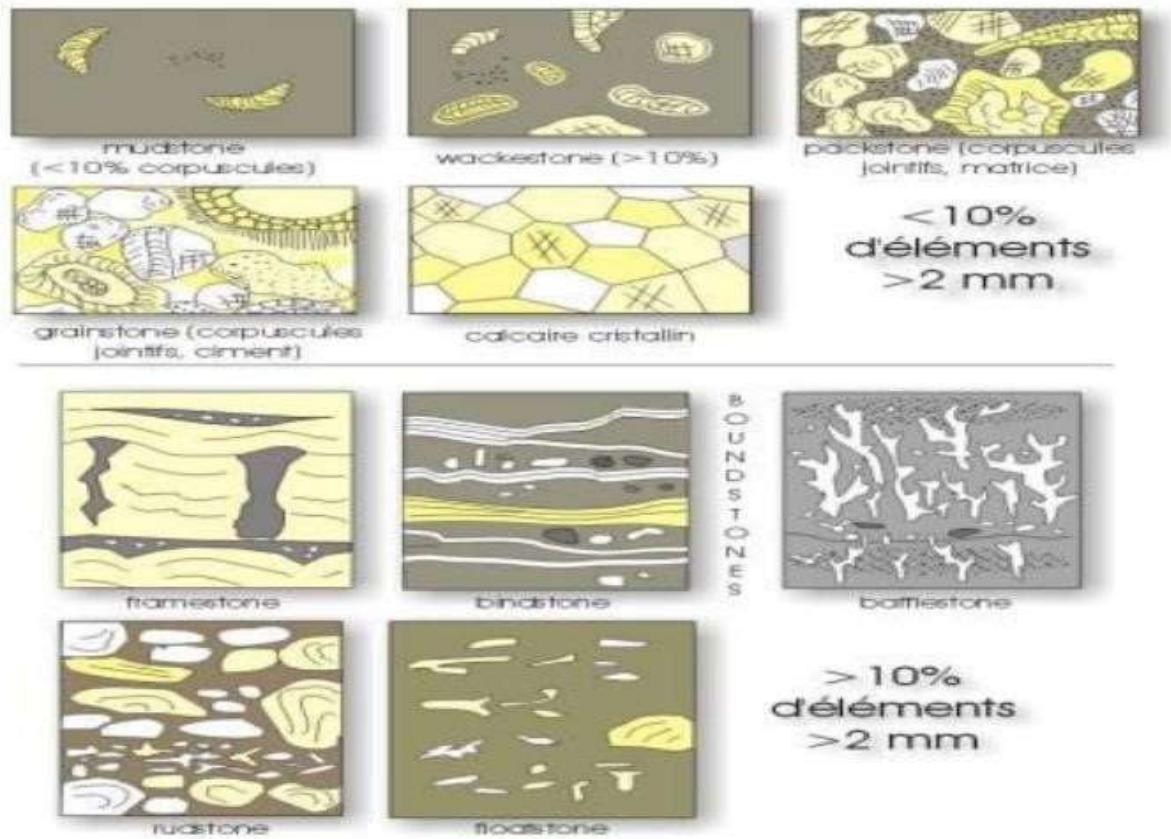 mudstone
(<10% corpuscules)
wackestone (>10%)
packstone (corpuscules
jointifs, matrice)
grainstone (corpuscules
jointifs, ciment)
calcaire cristallin
<10%
d'éléments
>2 mm
framestone
bindstone
BOUNDSTONES
bafflestone
rudstone
floatstone
>10%
d'éléments
>2 mm